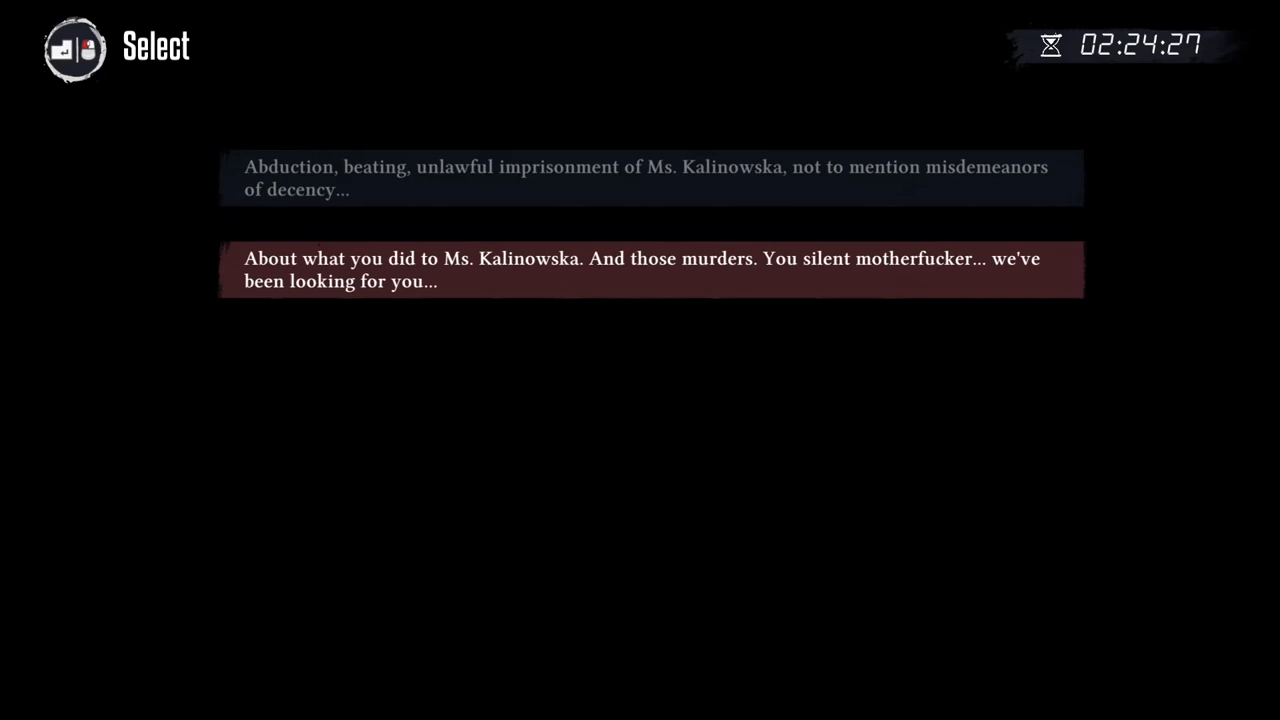 Select
02:24:27
Abduction, beating, unlawful imprisonment of Ms. Kalinowska, not to mention misdemeanors
of decency...
About what you did to Ms. Kalinowska. And those murders. You silent motherfucker... we've
been looking for you...